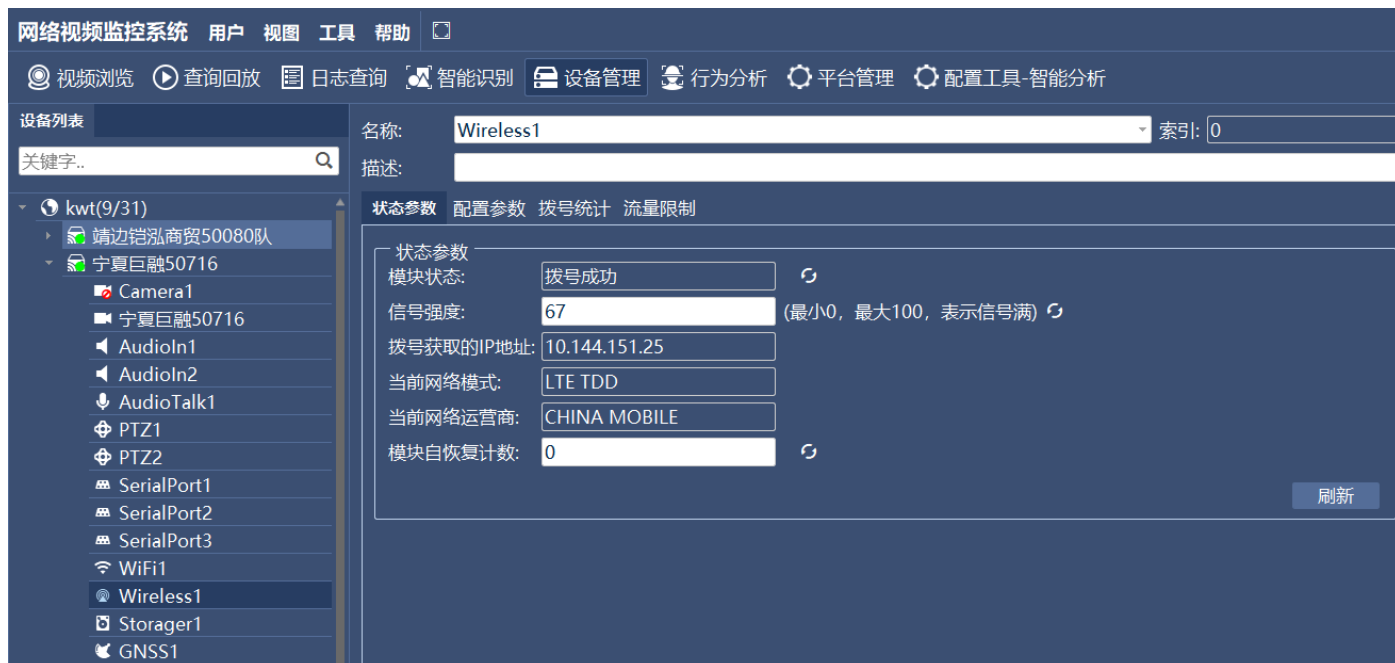 网络视频监控系统 用户 视图 工具 帮助
视频浏览 查询回放 日志查询 智能识别 设备管理 行为分析 平台管理 配置工具-智能分析
设备列表
关键字..
kwt(9/31)
靖边铠泓商贸50080队
宁夏巨融50716
Camera1
宁夏巨融50716
AudioIn1
AudioIn2
AudioTalk1
PTZ1
PTZ2
SerialPort1
SerialPort2
SerialPort3
WiFi1
Wireless1
Storager1
GNSS1
名称: Wireless1 索引: 0
描述:
状态参数 配置参数 拨号统计 流量限制
状态参数
模块状态: 拨号成功
信号强度: 67 (最小0，最大100，表示信号满)
拨号获取的IP地址: 10.144.151.25
当前网络模式: LTE TDD
当前网络运营商: CHINA MOBILE
模块自恢复计数: 0
刷新